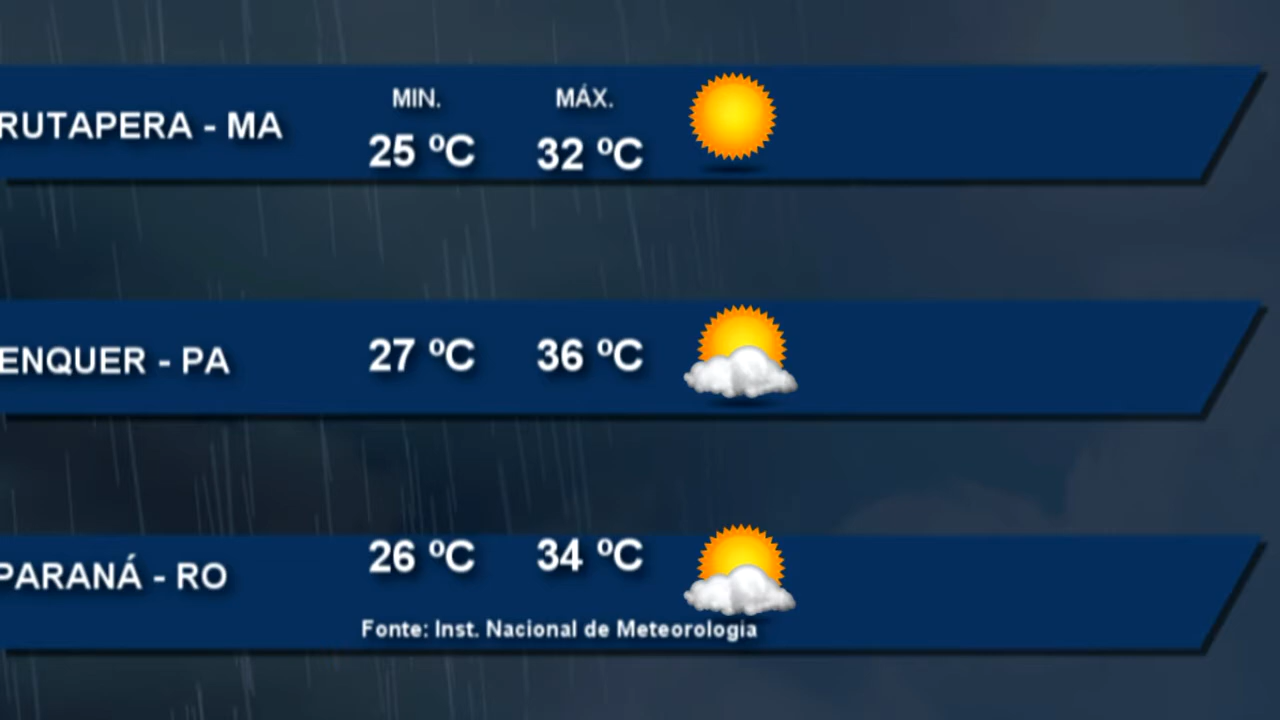 MIN. MÁX.
RUTAPERA - MA 25 ºC 32 ºC
ENQUER - PA 27 ºC 36 ºC
PARANÁ - RO 26 ºC 34 ºC
Fonte: Inst. Nacional de Meteorologia